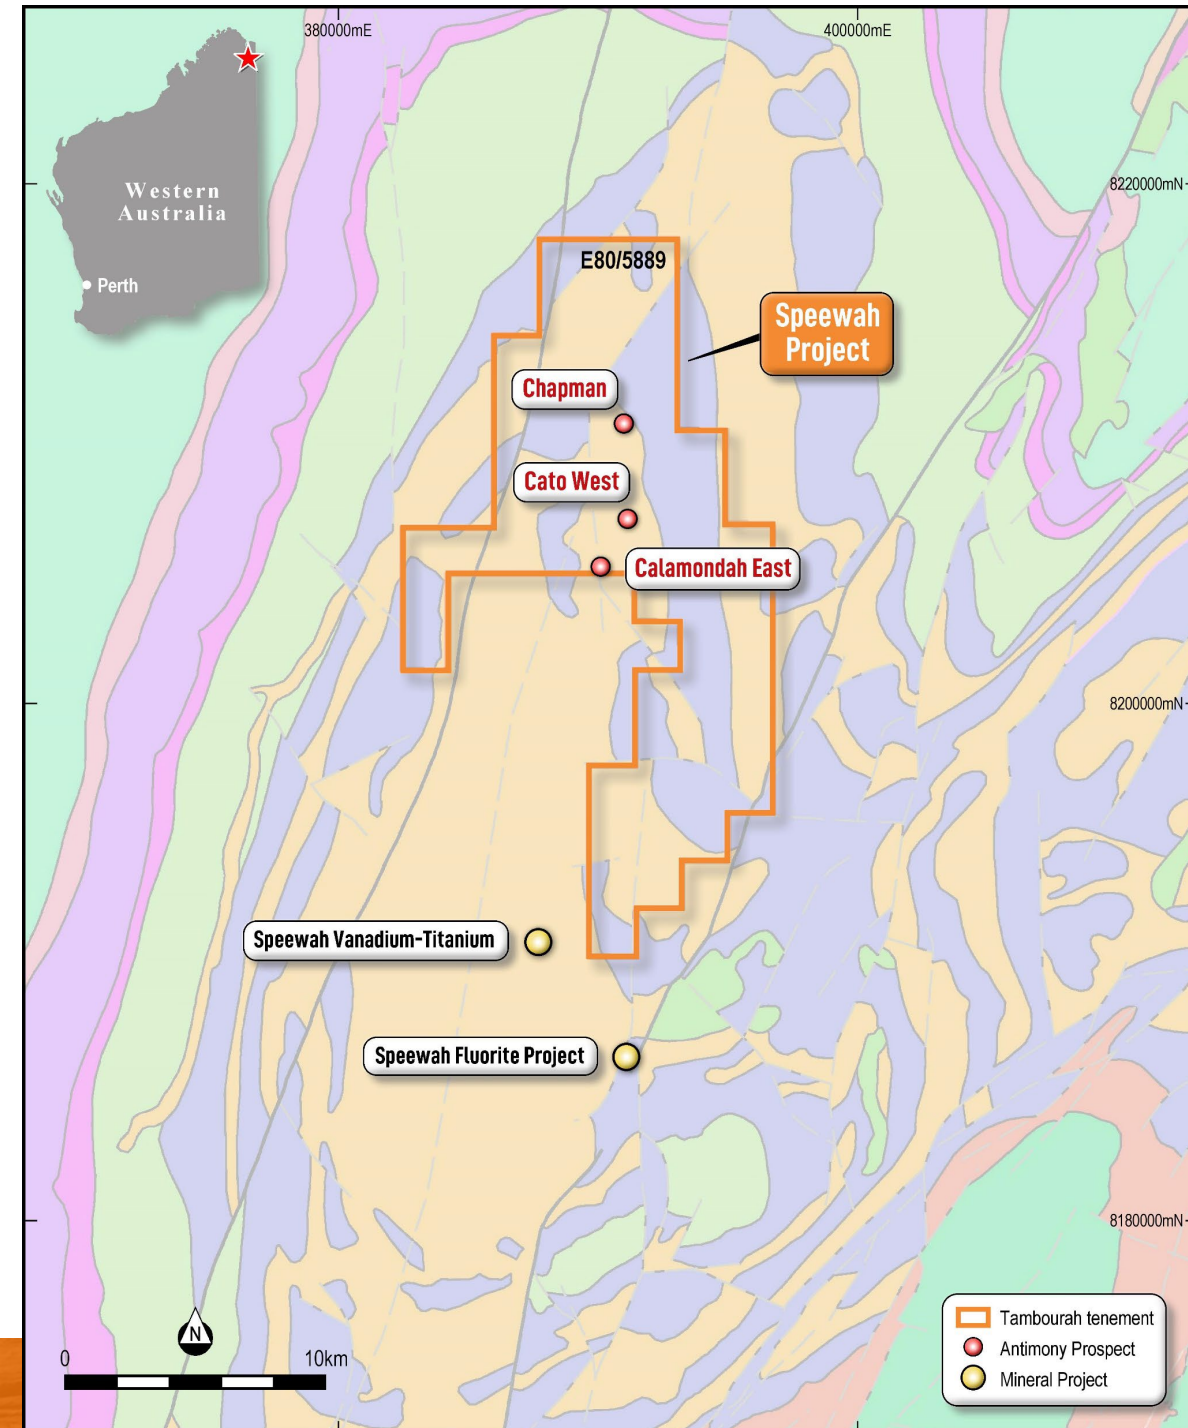 380000mE
400000mE
Western
Australia
Perth
8220000mN
E80/5889
Speewah
Project
Chapman
Cato West
Calamondah East
8200000mN
Speewah Vanadium-Titanium
Speewah Fluorite Project
8180000mN
N
0
10km
Tambourah tenement
Antimony Prospect
Mineral Project